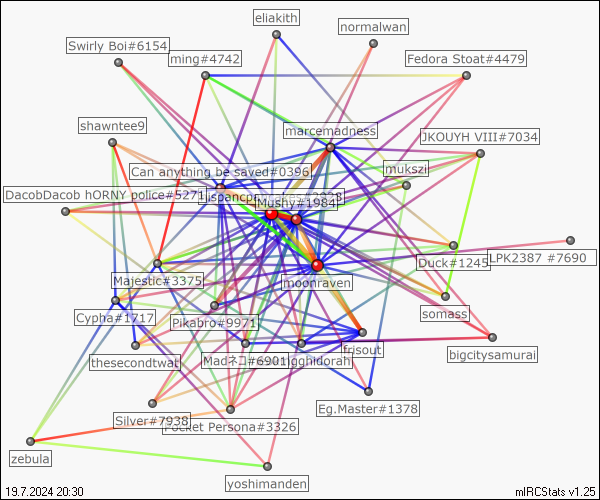 eliakith
normalwan
Swirly Boi#6154
ming#4742
Fedora Stoat#4479
shawntee9
marcemadness
JKOUYH VIII#7034
Can anything be saved#0396
mukszil
DacobDacob hORNY police#5271
Mushy#1984
Duck#1245
LPK2387 #7690
Majestic#3375
moonraven
somass
Cypha#1717
Pikabro#9971
frisout
bigcitysamurai
thesecondtwat
Madネコ#6901
gghidorah
Eg.Master#1378
Silver#7938
Pocket Persona#3326
zebula
yoshimanden
19.7.2024 20:30
mIRCStats v1.25